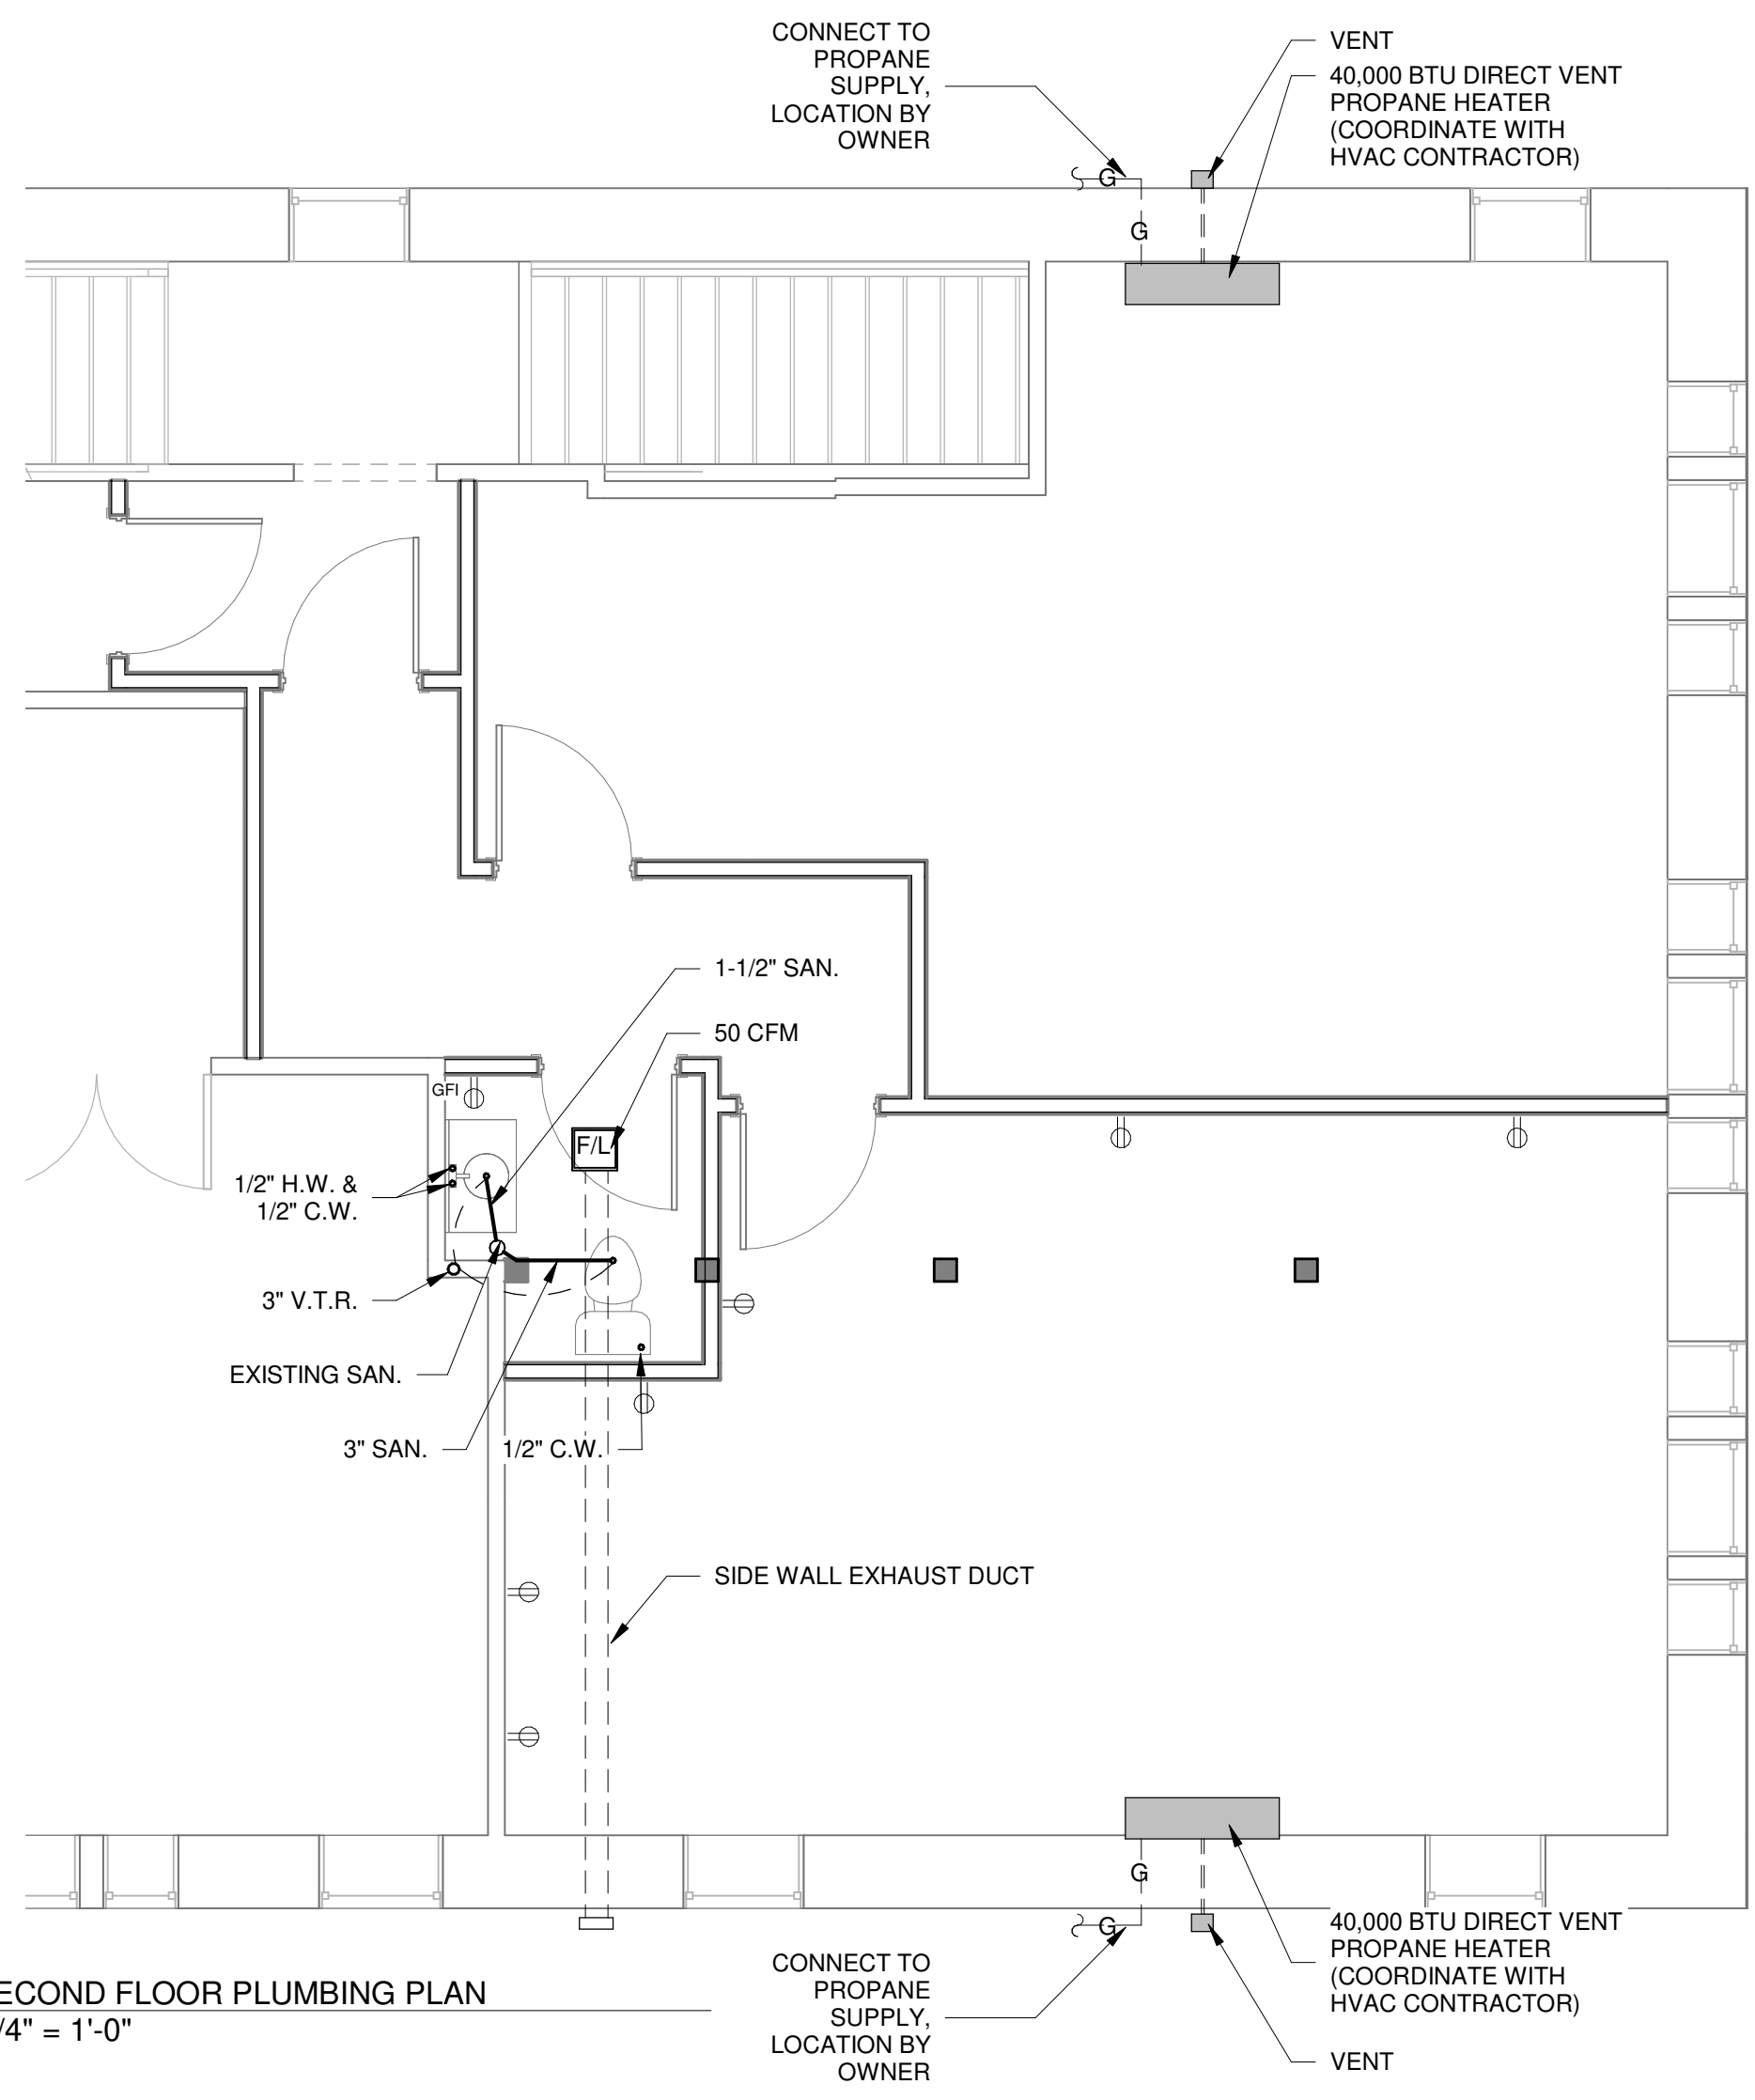 CONNECT TO
PROPANE
SUPPLY,
LOCATION BY
OWNER
VENT
40,000 BTU DIRECT VENT
PROPANE HEATER
(COORDINATE WITH
HVAC CONTRACTOR)
G
G
1-1/2" SAN.
50 CFM
GFI
F/L
1/2" H.W. &
1/2" C.W.
3" V.T.R.
EXISTING SAN.
3" SAN.
1/2" C.W.
SIDE WALL EXHAUST DUCT
G
G
40,000 BTU DIRECT VENT
PROPANE HEATER
(COORDINATE WITH
HVAC CONTRACTOR)
VENT
CONNECT TO
PROPANE
SUPPLY,
LOCATION BY
OWNER
ECOND FLOOR PLUMBING PLAN
/4" = 1'-0"